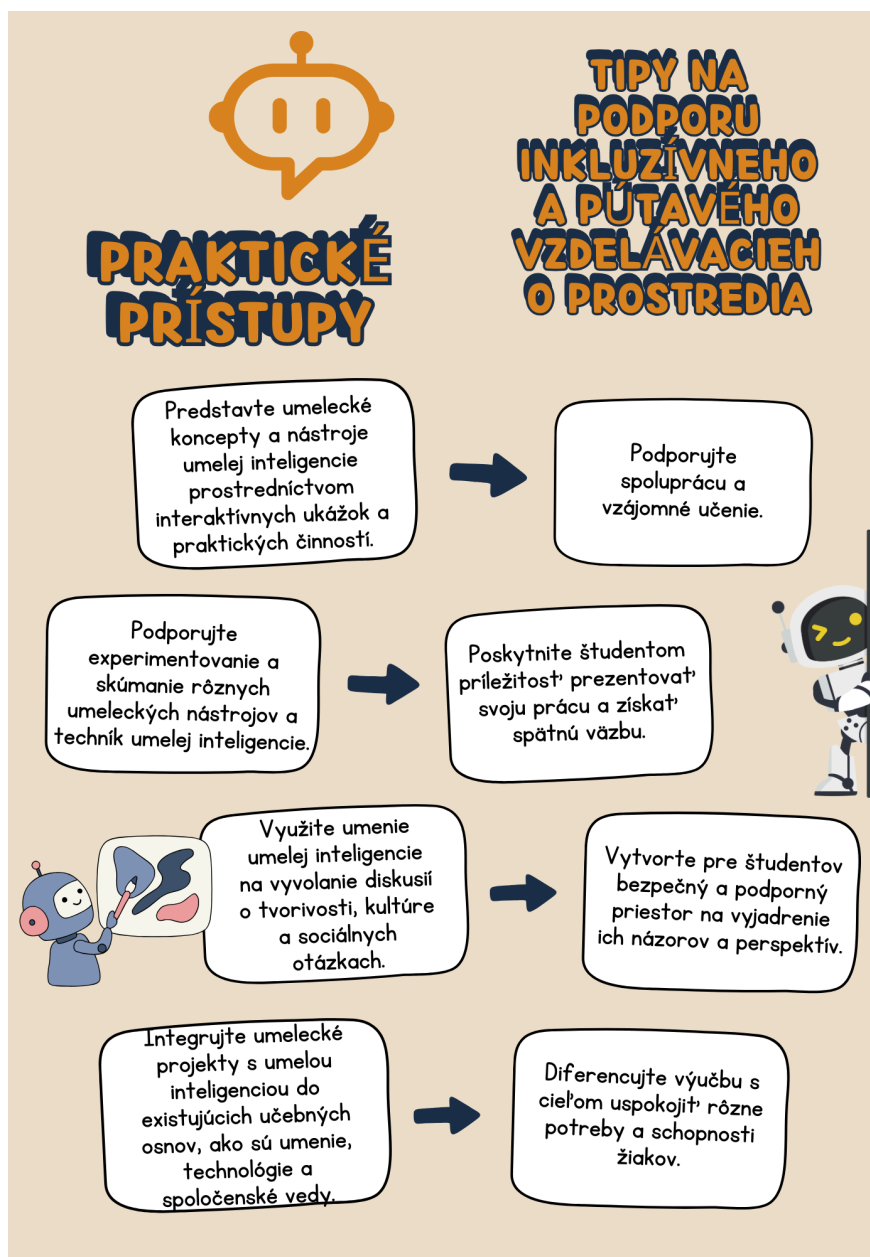 PRAKTICKÉ
PRÍSTUPY
TIPY NA
PODPORU
INKLUZÍVNEHO
A PÚTAVÉHO
VZDELÁVACIEH
O PROSTREDIA
Predstavte umelecké
koncepty a nástroje
umelej inteligencie
prostredníctvom
interaktívnych ukážok a
praktických činností.
Podporujte
spoluprácu a
vzájomné učenie.
Podporujte
experimentovanie a
skúmanie rôznych
umeleckých nástrojov a
techník umelej inteligencie.
Poskytnite študentom
príležitosť prezentovať
svoju prácu a získať
spätnú väzbu.
Využite umenie
umelej inteligencie
na vyvolanie diskusií
o tvorivosti, kultúre
a sociálnych
otázkach.
Vytvorte pre študentov
bezpečný a podporný
priestor na vyjadrenie
ich názorov a perspektív.
Integrujte umelecké
projekty s umelou
inteligenciou do
existujúcich učebných
osnov, ako sú umenie,
technológie a
spoločenské vedy.
Diferencujte výučbu s
cieľom uspokojiť rôzne
potreby a schopnosti
žiakov.